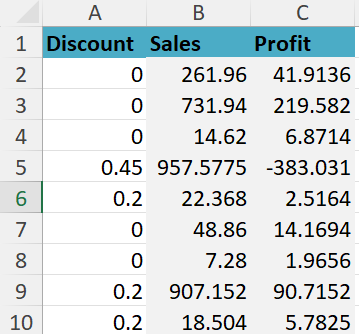 A B C
1 Discount Sales Profit
2 0 261.96 41.9136
3 0 731.94 219.582
4 0 14.62 6.8714
5 0.45 957.5775 -383.031
6 0.2 22.368 2.5164
7 0 48.86 14.1694
8 0 7.28 1.9656
9 0.2 907.152 90.7152
10 0.2 18.504 5.7825